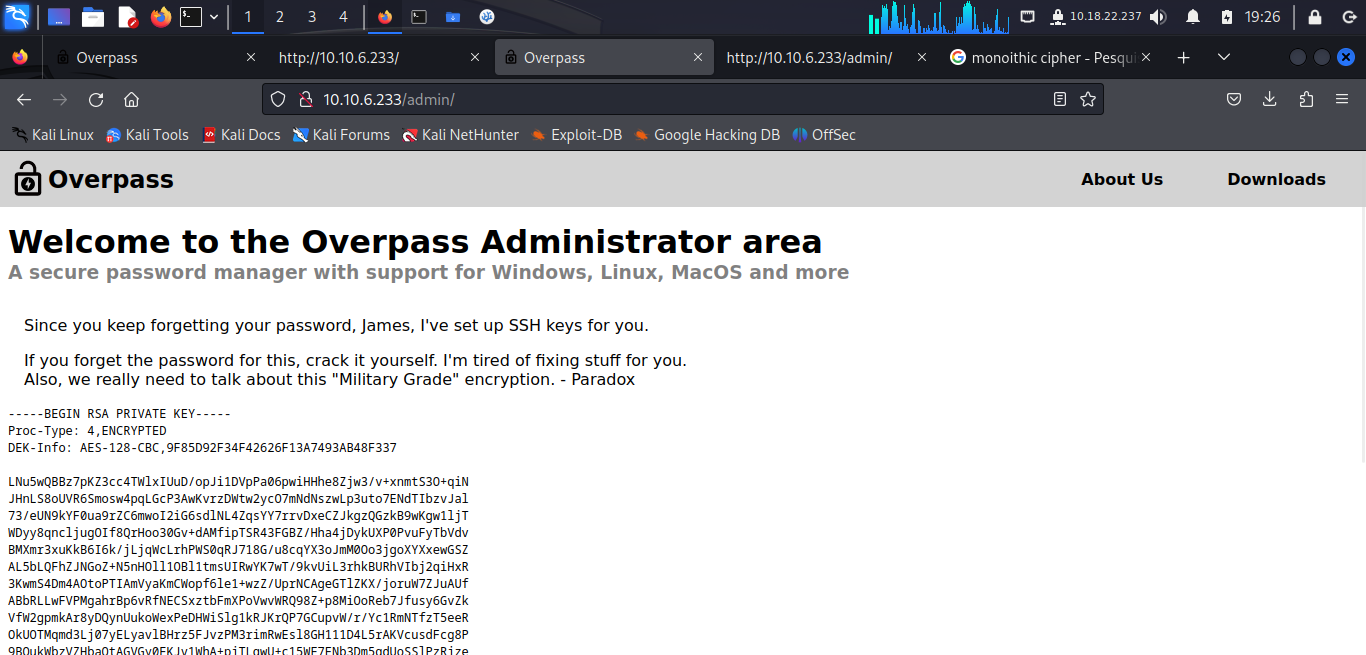 1 2 3 4 10.18.22.237 19:26
Overpass http://10.10.6.233/ Overpass http://10.10.6.233/admin/ monoithic cipher - Pesqui
10.10.6.233/admin/
Kali Linux Kali Tools Kali Docs Kali Forums Kali NetHunter Exploit-DB Google Hacking DB OffSec
Overpass About Us Downloads
Welcome to the Overpass Administrator area
A secure password manager with support for Windows, Linux, MacOS and more
Since you keep forgetting your password, James, I've set up SSH keys for you.
If you forget the password for this, crack it yourself. I'm tired of fixing stuff for you.
Also, we really need to talk about this "Military Grade" encryption. - Paradox
-----BEGIN RSA PRIVATE KEY-----
Proc-Type: 4,ENCRYPTED
DEK-Info: AES-128-CBC,9F85D92F34F42626F13A7493AB48F337
LNu5wQBBz7pKZ3cc4TWlxIUuD/opJi1DVpPa06pwiHHhe8Zjw3/v+xnmtS3O+qiN
JHnLS8oUVR6Smosw4pqLGcP3AwKvrzDWtw2ycO7mNdNszwLp3uto7ENdTIbzvJal
73/eUN9kYF0ua9rZC6mwoI2iG6sdlNL4ZqsYY7rrvDxeCZJkgzQGzkB9wKgw1ljT
WDyy8qncljugOIf8QrHoo30Gv+dAMfipTSR43FGBZ/Hha4jDykUXP0PvuFyTbVdv
BMXmr3xuKkB6I6k/jLjqWcLrhPWS0qRJ718G/u8cqYX3oJmM0Oo3jgoXYXxewGSZ
AL5bLQFhZJNGoZ+N5nHOll1OBl1tmsUIRwYK7wT/9kvUiL3rhkBURhVIbj2qiHxR
3KwmS4Dm4AOtoPTIAmVyaKmCWopf6le1+wzZ/UprNCAgeGTlZKX/joruW7ZJuAUf
ABbRLLwFVPMgahrBp6vRfNECSxztbFmXPoVwvWRQ98Z+p8MiOoReb7Jfusy6GvZk
VfW2gpmkAr8yDQynUukoWexPeDHWiSlg1kRJKrQP7GCupvW/r/Yc1RmNTfzT5eeR
OkUOTMqmd3Lj07yELyavlBHrz5FJvzPM3rimRwEsl8GH111D4L5rAKVcusdFcg8P
9BQukWbzVZHbaQtAGVGy0FKJv1WhA+pjTLqwU+c15WF7ENb3Dm5qdUoSSlPzRjze